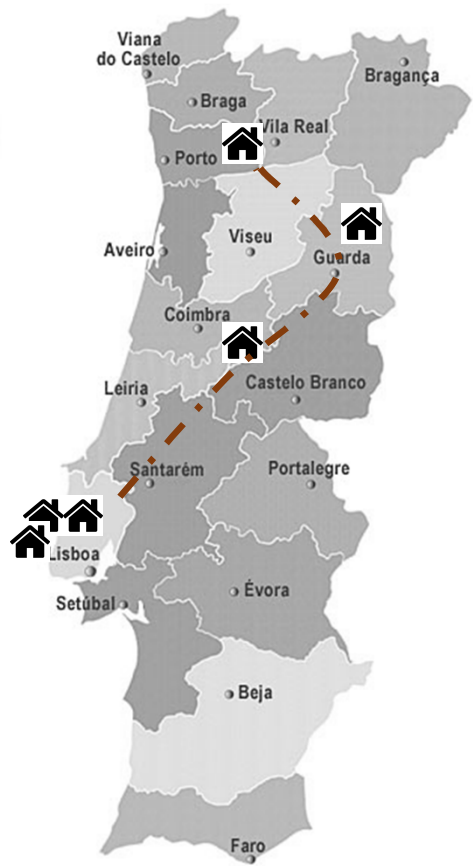 Viana
do Castelo
Bragança
Braga
Vila Real
Porto
Viseu
Aveiro
Guarda
Coimbra
Castelo Branco
Leiria
Santarém
Portalegre
Lisboa
Évora
Setúbal
Beja
Faro